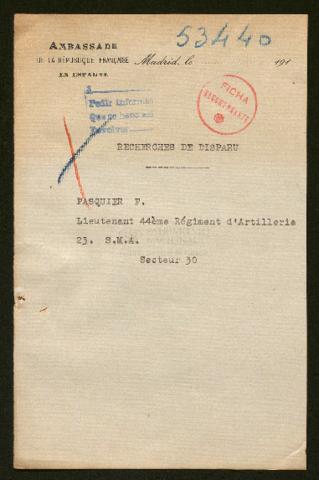 53440
AMBASSADE
DE LA RÉPUBLIQUE FRANÇAISE
EN ESPAGNE
Madrid, le 191
FICHA
RECHERCHES DE DISPARU
PASQUIER F.
Lieutenant 44ème Régiment d'Artillerie
23. S.M.A.
Secteur 30